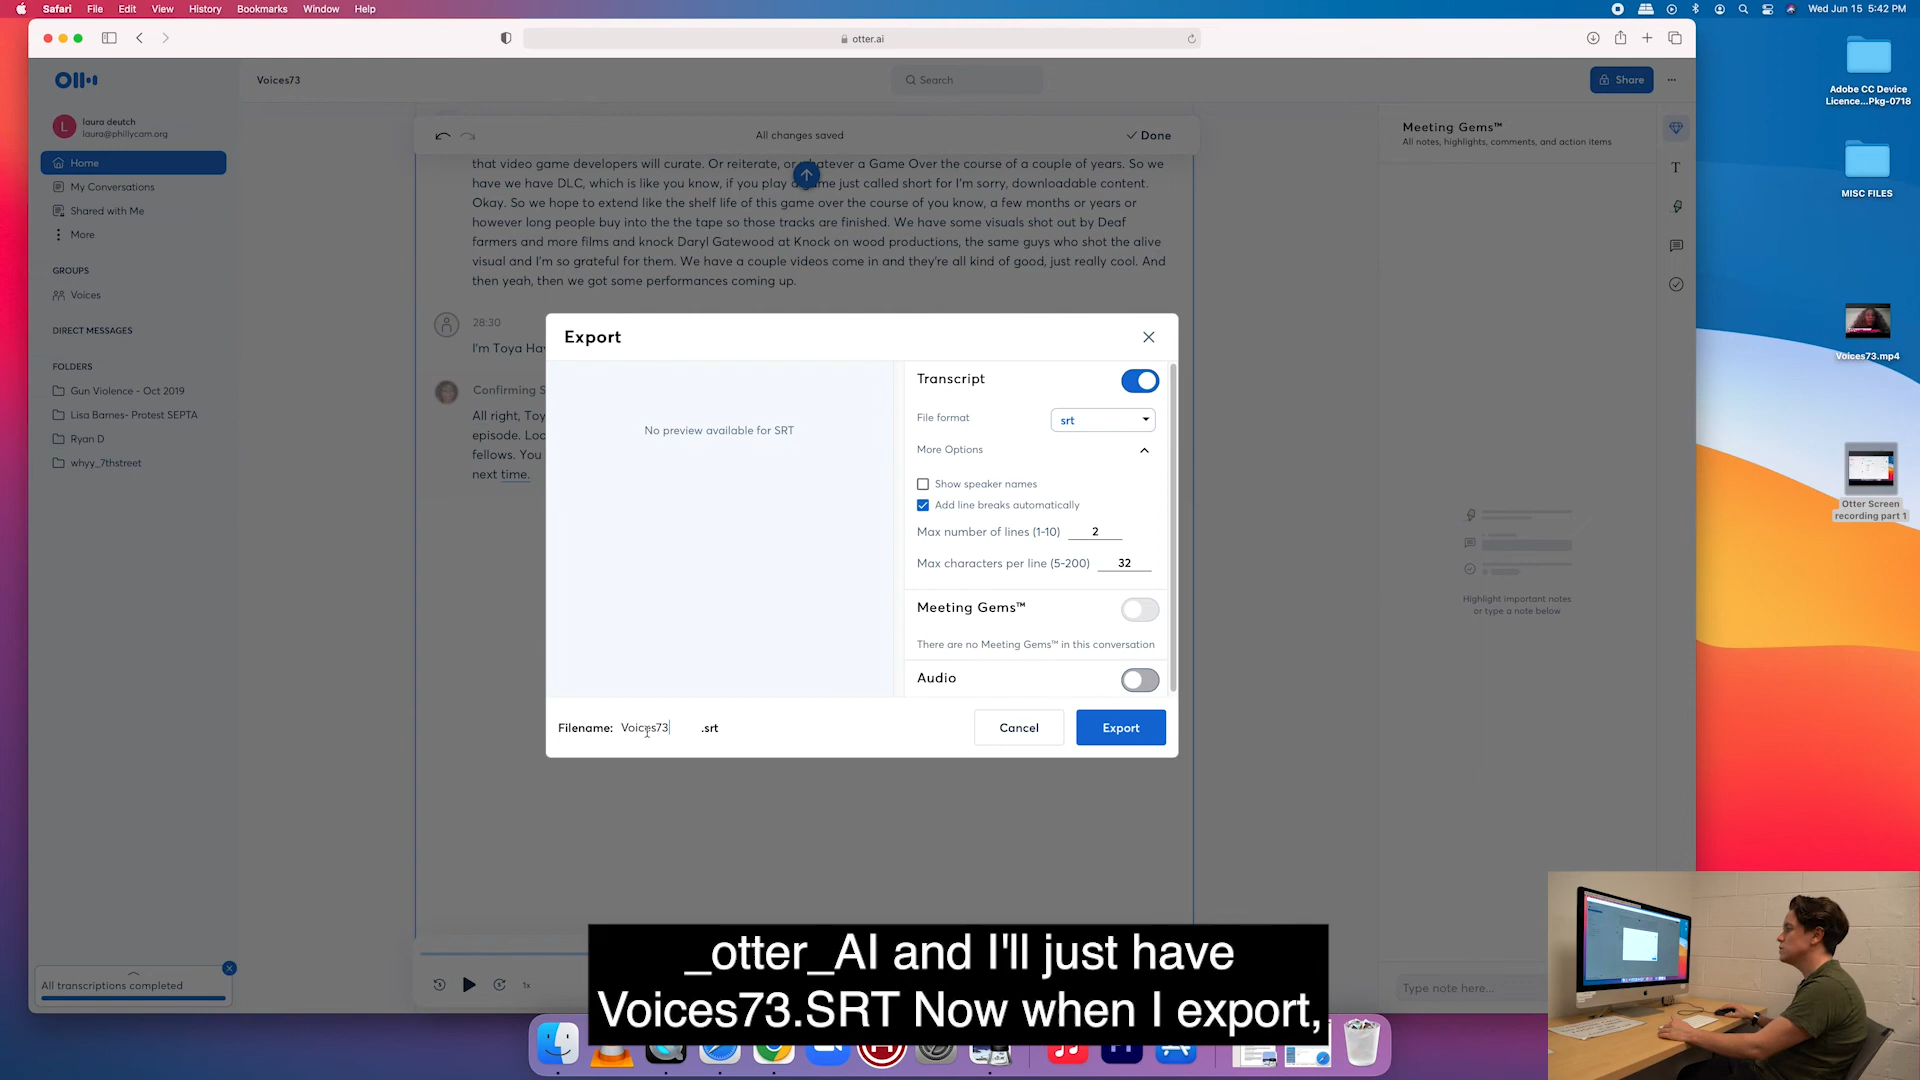 Safari File Edit View History Bookmarks Window Help
Wed Jun 15 5:42 PM
otter.ai
Voices73
Search
Share
L
laura deutch
laura@phillycam.org
Home
My Conversations
Shared with Me
More
GROUPS
Voices
DIRECT MESSAGES
FOLDERS
Gun Violence - Oct 2019
Lisa Barnes- Protest SEPTA
Ryan D
whyy_7thstreet
All transcriptions completed
All changes saved
Done
that video game developers will curate. Or reiterate, or whatever a Game Over the course of a couple of years. So we
have we have DLC, which is like you know, if you play a game just called short for I'm sorry, downloadable content.
Okay. So we hope to extend like the shelf life of this game over the course of you know, a few months or years or
however long people buy into the the tape so those tracks are finished. We have some visuals shot out by Deaf
farmers and more films and knock Daryl Gatewood at Knock on wood productions, the same guys who shot the alive
visual and I'm so grateful for them. We have a couple videos come in and they're all kind of good, just really cool. And
then yeah, then we got some performances coming up.
28:30
I'm Toya Hav
Confirming S
All right, Toy
episode. Loc
fellows. You
next time.
1x
Export
No preview available for SRT
Transcript
File format
srt
More Options
Show speaker names
Add line breaks automatically
Max number of lines (1-10) 2
Max characters per line (5-200) 32
Meeting Gems™
There are no Meeting Gems™ in this conversation
Audio
Filename: Voices73 .srt
Cancel
Export
Meeting Gems™
All notes, highlights, comments, and action items
T
Highlight important notes
or type a note below
Type note here...
Adobe CC Device
Licence...Pkg-0718
MISC FILES
Voices73.mp4
Otter Screen
recording part 1
_otter_AI and I'll just have
Voices73.SRT Now when I export,